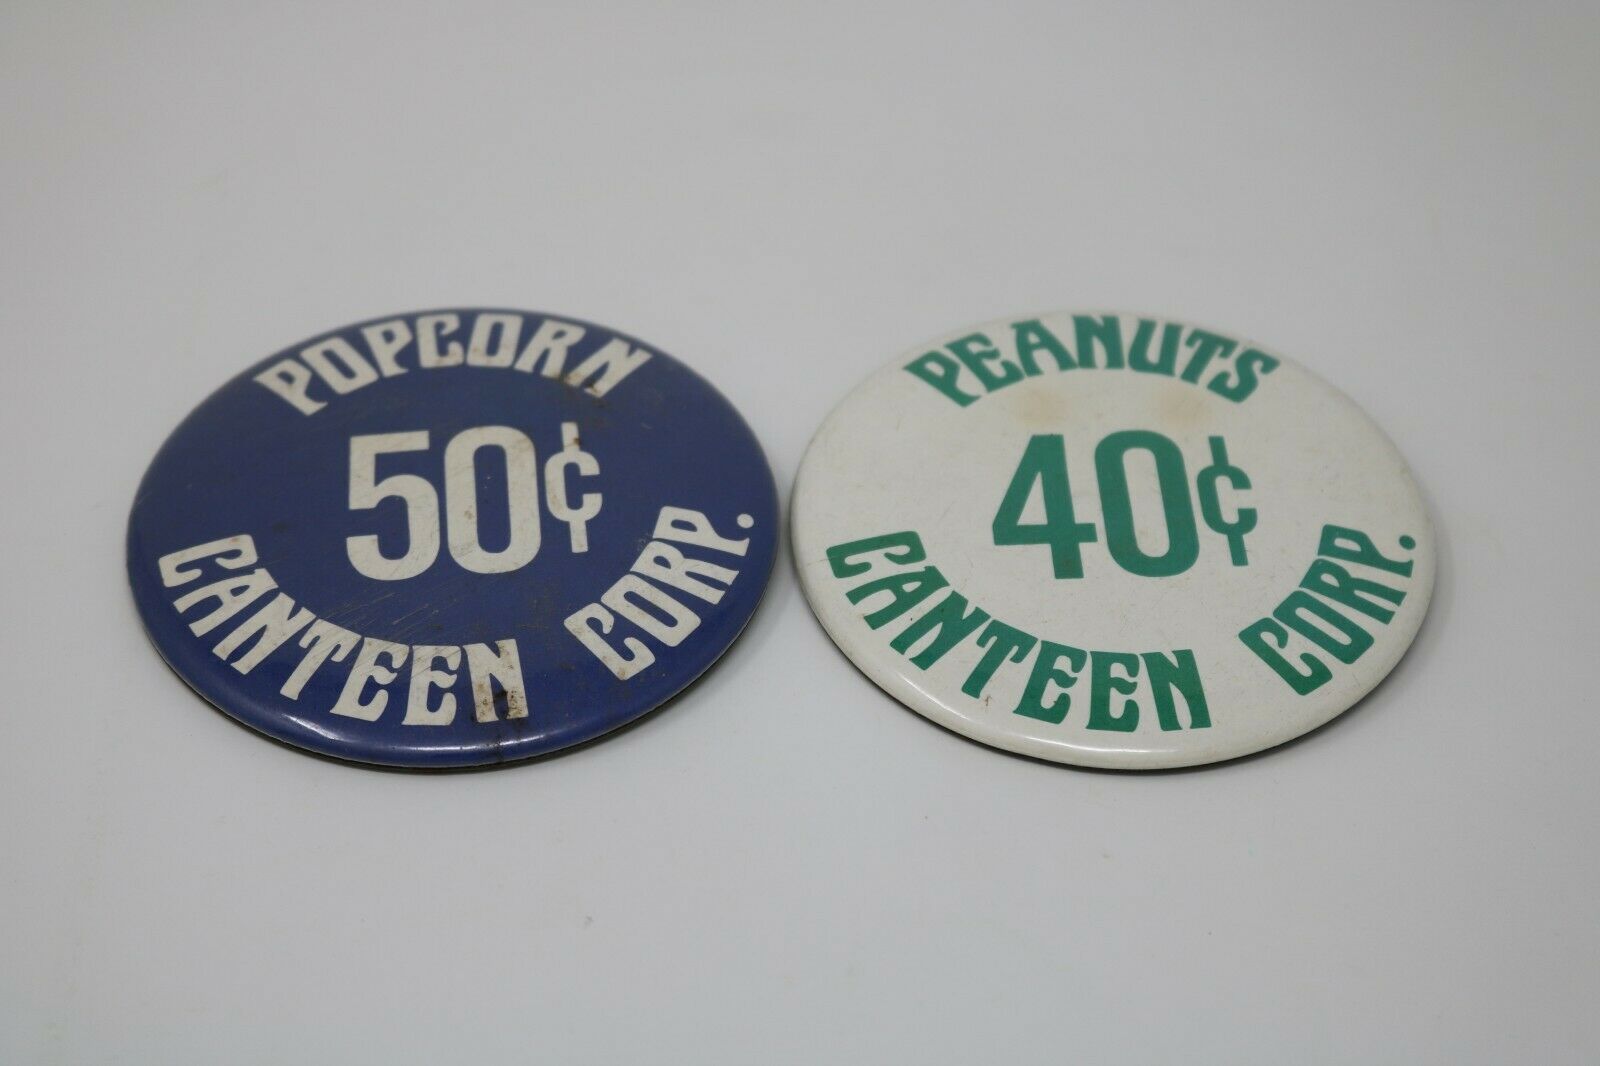 POPCORN
50¢
CANTEEN CORP.
PEANUTS
40¢
CANTEEN CORP.